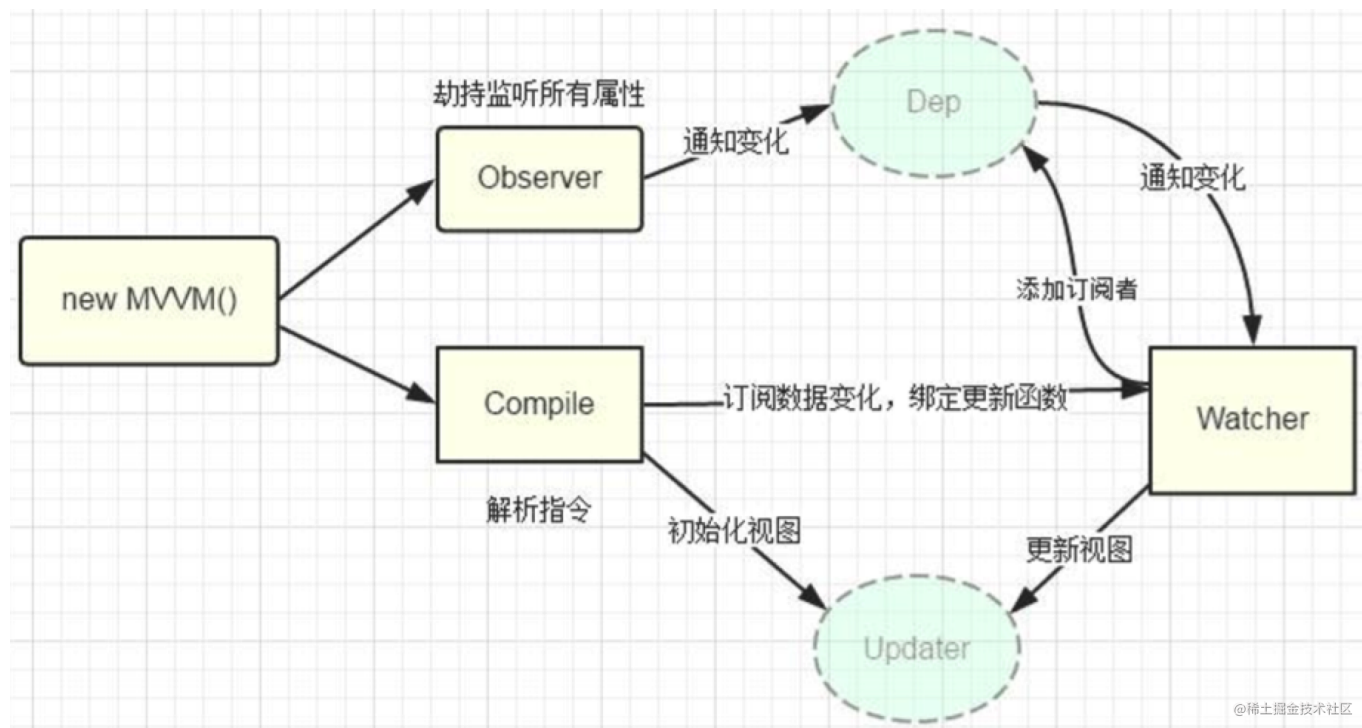 劫持监听所有属性
Dep
通知变化
Observer
通知变化
new MVVM()
添加订阅者
Compile
订阅数据变化，绑定更新函数
Watcher
解析指令
初始化视图
更新视图
Updater
@稀土掘金技术社区